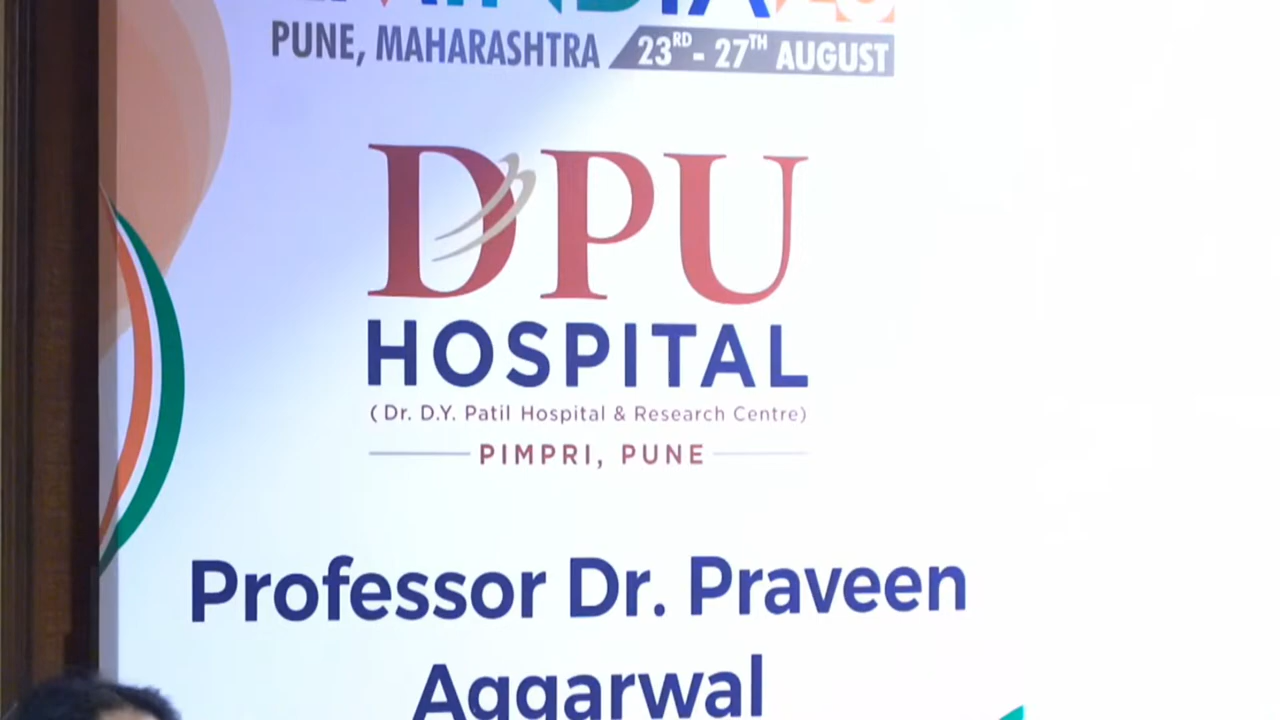 PUNE, MAHARASHTRA 23RD - 27TH AUGUST
DPU
HOSPITAL
(Dr. D.Y. Patil Hospital & Research Centre)
PIMPRI, PUNE
Professor Dr. Praveen
Aggarwal